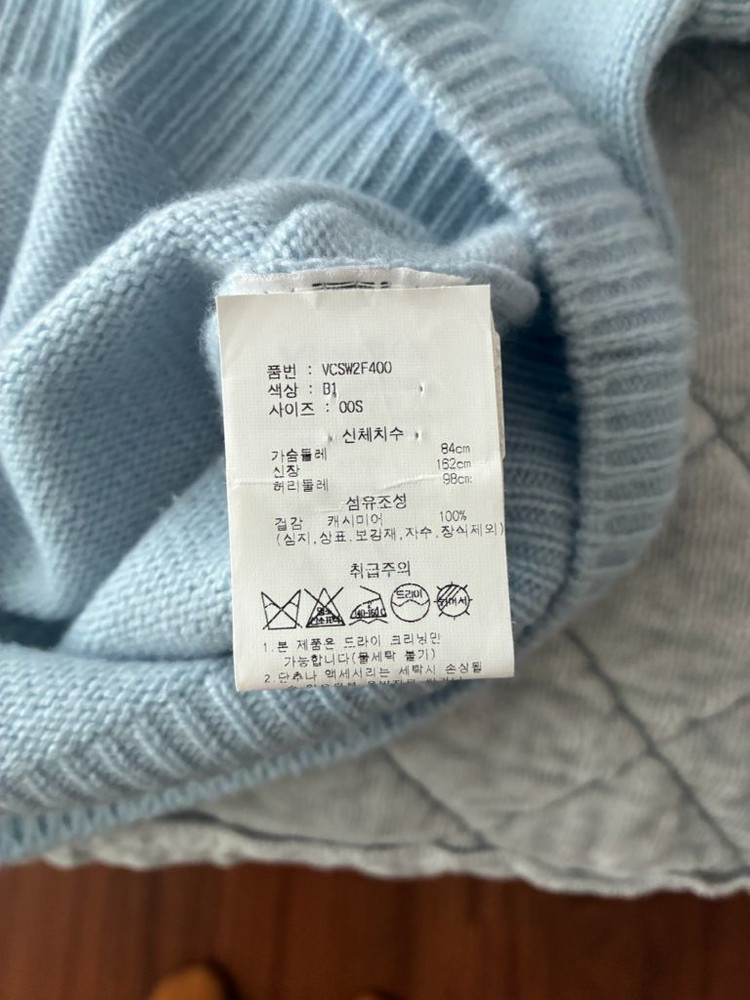 품번 : VCSW2F400
색상 : B1
사이즈 : 00S
신체치수
가슴둘레 84cm
신장 162cm
허리둘레 98cm
섬유조성
겉감 캐시미어 100%
(심지,상표,보강재,자수,장식제외)
취급주의
40-160℃
드라이
1.본 제품은 드라이 크리닝만
가능합니다(물세탁 불가)
2.단추나 액세서리는 세탁시 손상될